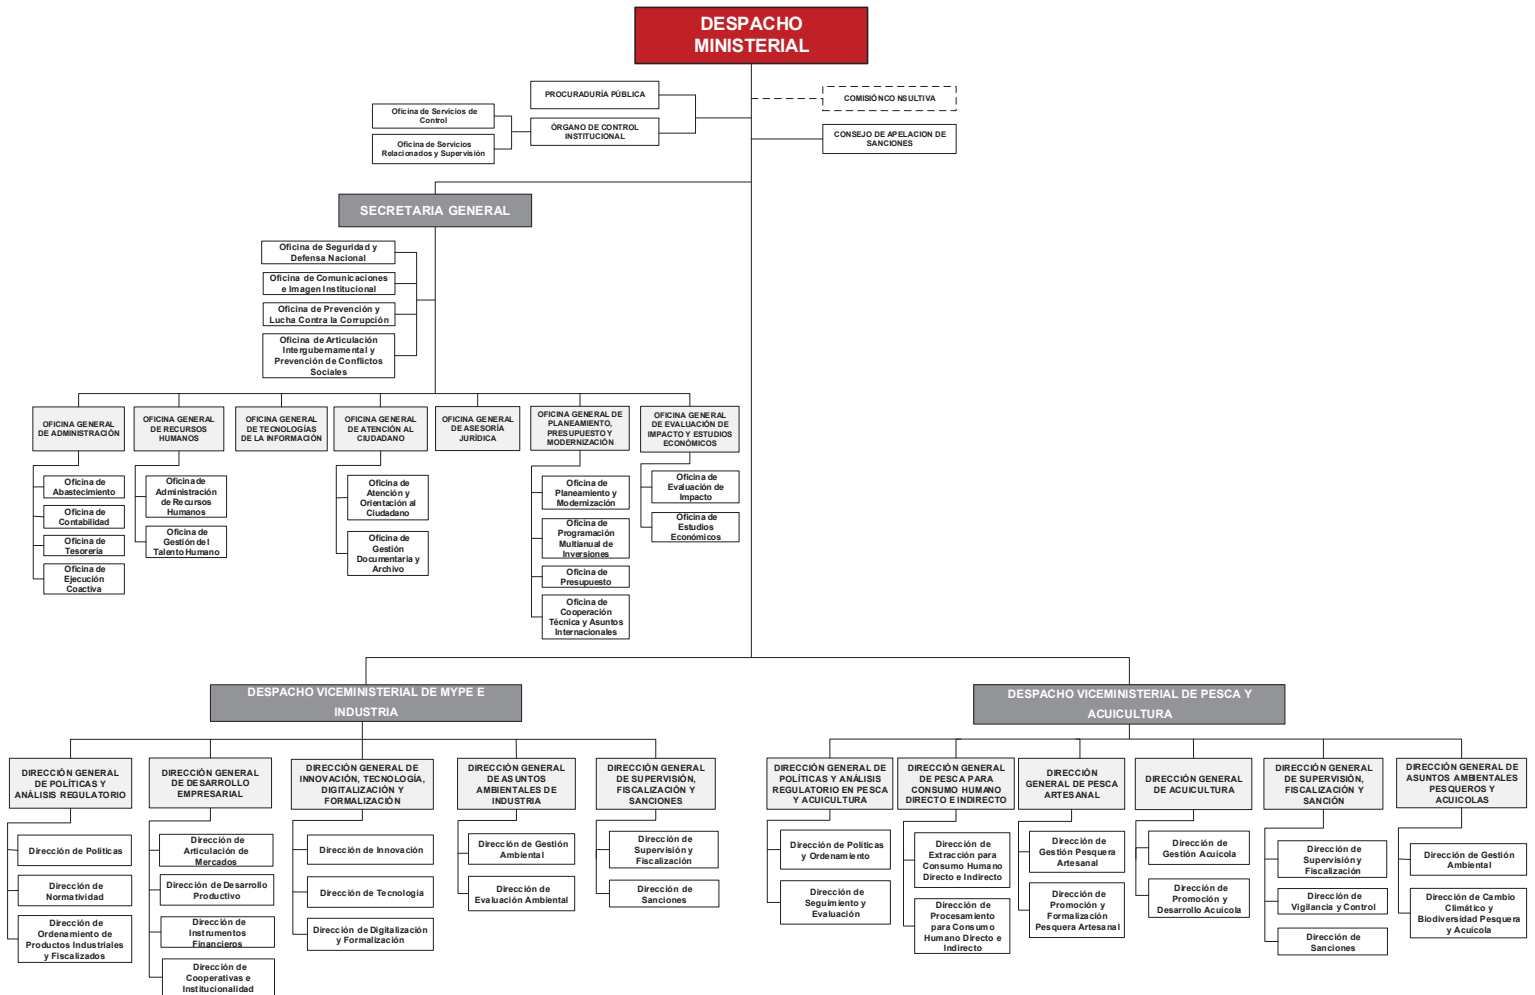 DESPACHO
MINISTERIAL
PROCURADURÍA PÚBLICA
COMISIÓNCO NSULTIVA
Oficina de Servicios de
Control
ÓRGANO DE CONTROL
INSTITUCIONAL
CONSEJO DE APELACION DE
SANCIONES
Oficina de Servicios
Relacionados y Supervisión
SECRETARIA GENERAL
Oficina de Seguridad y
Defensa Nacional
Oficina de Comunicaciones
e Imagen Institucional
Oficina de Prevención y
Lucha Contra la Corrupción
Oficina de Articulación
Intergubernamental y
Prevención de Conflictos
Sociales
OFICINA GENERAL
DE ADMINISTRACIÓN
OFICINA GENERAL
DE RECURSOS
HUMANOS
OFICINA GENERAL
DE TECNOLOGÍAS
DE LA INFORMACIÓN
OFICINA GENERAL
DE ATENCIÓN AL
CIUDADANO
OFICINA GENERAL
DE ASESORÍA
JURÍDICA
OFICINA GENERAL DE
PLANEAMIENTO,
PRESUPUESTO Y
MODERNIZACIÓN
OFICINA GENERAL
DE EVALUACIÓN DE
IMPACTO Y ESTUDIOS
ECONÓMICOS
Oficina de
Abastecimiento
Oficina de
Contabilidad
Oficina de
Tesorería
Oficina de
Ejecución
Coactiva
Oficina de
Administración
de Recursos
Humanos
Oficina de
Gestión del
Talento Humano
Oficina de
Atención y
Orientación al
Ciudadano
Oficina de
Gestión
Documentaria y
Archivo
Oficina de
Planeamiento y
Modernización
Oficina de
Programación
Multianual de
Inversiones
Oficina de
Presupuesto
Oficina de
Cooperación
Técnica y Asuntos
Internacionales
Oficina de
Evaluación de
Impacto
Oficina de
Estudios
Económicos
DESPACHO VICEMINISTERIAL DE MYPE E
INDUSTRIA
DESPACHO VICEMINISTERIAL DE PESCA Y
ACUICULTURA
DIRECCIÓN GENERAL
DE POLÍTICAS Y
ANÁLISIS REGULATORIO
DIRECCIÓN GENERAL
DE DESARROLLO
EMPRESARIAL
DIRECCIÓN GENERAL DE
INNOVACIÓN, TECNOLOGÍA,
DIGITALIZACIÓN Y
FORMALIZACIÓN
DIRECCIÓN GENERAL
DE ASUNTOS
AMBIENTALES DE
INDUSTRIA
DIRECCIÓN GENERAL
DE SUPERVISIÓN,
FISCALIZACIÓN Y
SANCIONES
DIRECCIÓN GENERAL DE
POLÍTICAS Y ANÁLISIS
REGULATORIO EN PESCA
Y ACUICULTURA
DIRECCIÓN GENERAL
DE PESCA PARA
CONSUMO HUMANO
DIRECTO E INDIRECTO
DIRECCIÓN
GENERAL DE PESCA
ARTESANAL
DIRECCIÓN GENERAL
DE ACUICULTURA
DIRECCIÓN GENERAL
DE SUPERVISIÓN,
FISCALIZACIÓN Y
SANCIÓN
DIRECCIÓN GENERAL DE
ASUNTOS AMBIENTALES
PESQUEROS Y
ACUICOLAS
Dirección de Políticas
Dirección de
Normatividad
Dirección de
Ordenamiento de
Productos Industriales
y Fiscalizados
Dirección de
Articulación de
Mercados
Dirección de Desarrollo
Productivo
Dirección de
Instrumentos
Financieros
Dirección de
Cooperativas e
Institucionalidad
Dirección de Innovación
Dirección de Tecnología
Dirección de Digitalización
y Formalización
Dirección de Gestión
Ambiental
Dirección de
Evaluación Ambiental
Dirección de
Supervisión y
Fiscalización
Dirección de
Sanciones
Dirección de Políticas
y Ordenamiento
Dirección de
Seguimiento y
Evaluación
Dirección de
Extracción para
Consumo Humano
Directo e Indirecto
Dirección de
Procesamiento
para Consumo
Humano Directo e
Indirecto
Dirección de
Gestión Pesquera
Artesanal
Dirección de
Promoción y
Formalización
Pesquera Artesanal
Dirección de
Gestión Acuícola
Dirección de
Promoción y
Desarrollo Acuícola
Dirección de
Supervisión y
Fiscalización
Dirección de
Vigilancia y Control
Dirección de
Sanciones
Dirección de Gestión
Ambiental
Dirección de Cambio
Climático y
Biodiversidad Pesquera
y Acuícola